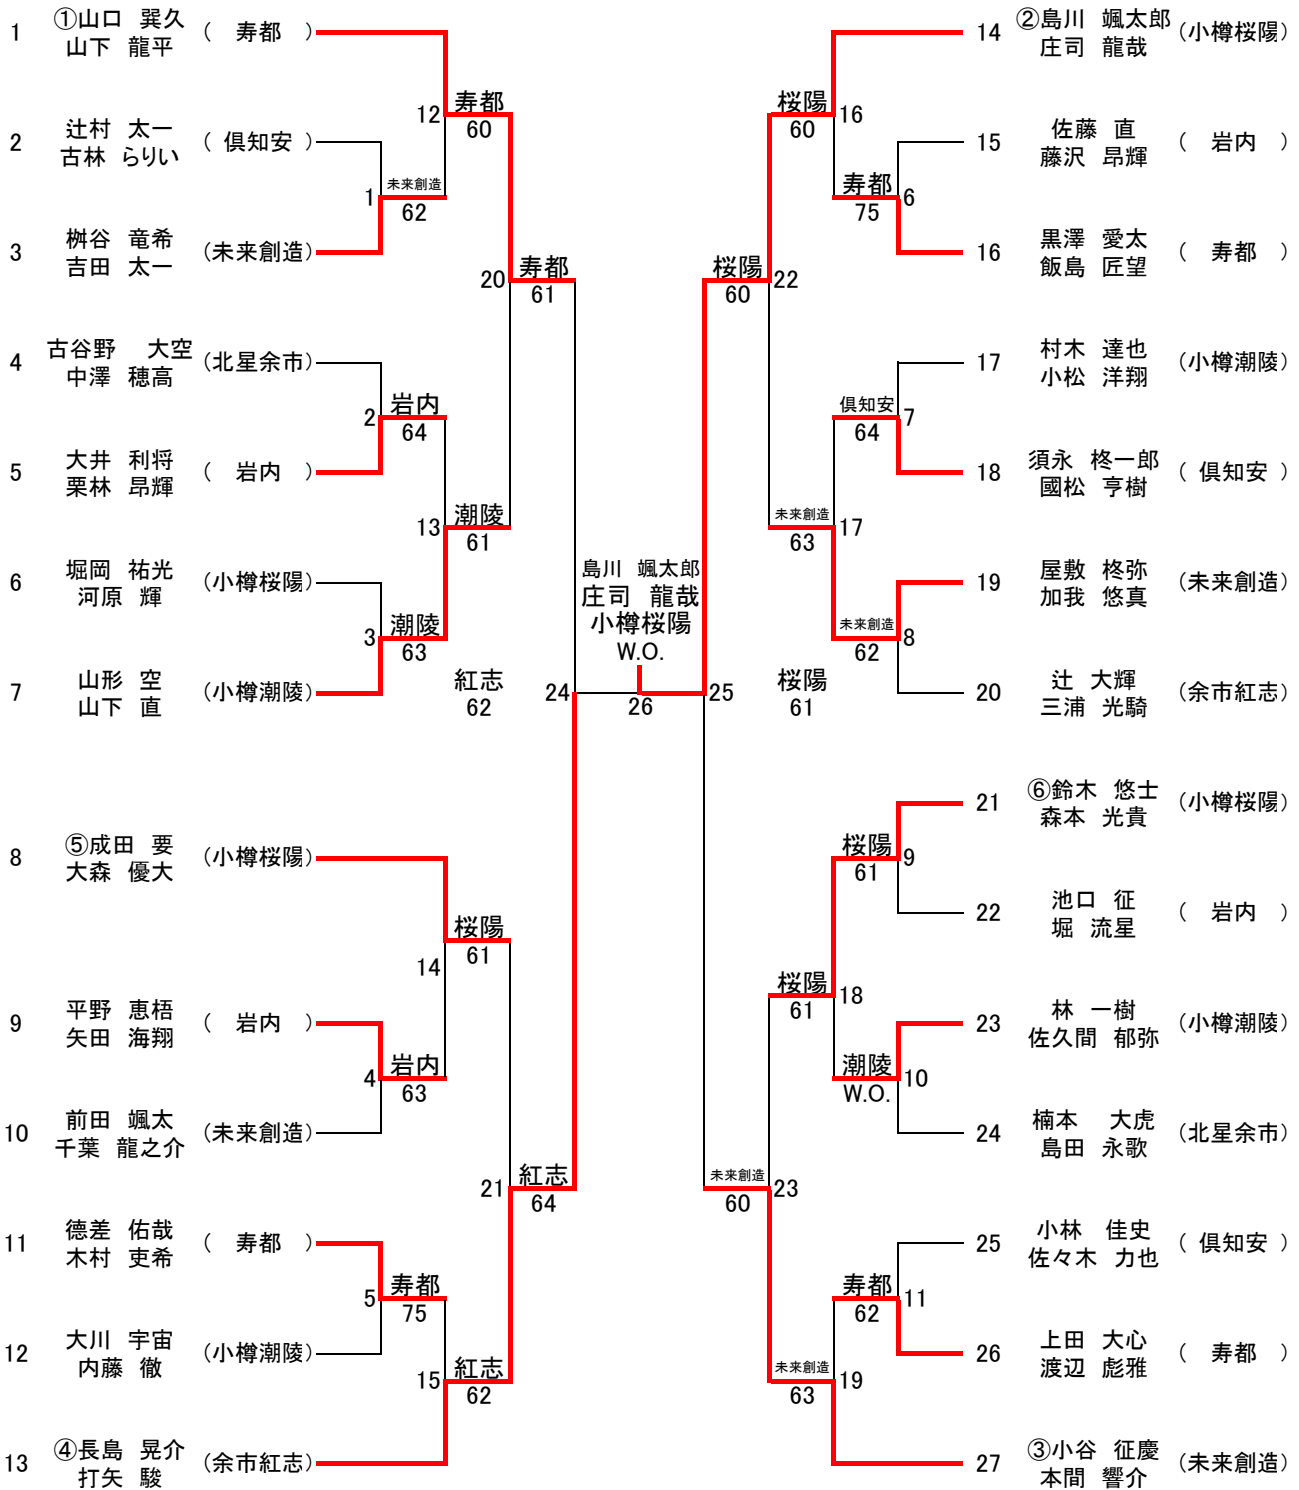 1 ①山口 巽久 ( 寿都 )
山下 龍平
2 辻村 太一 ( 倶知安 )
古林 らりい
3 桝谷 竜希 (未来創造)
吉田 太一
4 古谷野 大空 (北星余市)
中澤 穂高
5 大井 利将 ( 岩内 )
栗林 昂輝
6 堀岡 祐光 (小樽桜陽)
河原 輝
7 山形 空 (小樽潮陵)
山下 直
8 ⑤成田 要 (小樽桜陽)
大森 優大
9 平野 恵梧 ( 岩内 )
矢田 海翔
10 前田 颯太 (未来創造)
千葉 龍之介
11 德差 佑哉 ( 寿都 )
木村 吏希
12 大川 宇宙 (小樽潮陵)
内藤 徹
13 ④長島 晃介 (余市紅志)
打矢 駿
1 未来創造
62
2 岩内
64
3 潮陵
63
4 岩内
63
5 寿都
75
12 寿都
60
13 潮陵
61
14 桜陽
61
15 紅志
62
20 寿都
61
21 紅志
64
紅志
62
24
島川 颯太郎
庄司 龍哉
小樽桜陽
W.O.
26
25
桜陽
61
桜陽 22
60
未来創造 23
60
桜陽 16
60
未来創造 17
63
桜陽 18
61
未来創造 19
63
寿都 6
75
倶知安 7
64
未来創造 8
62
桜陽 9
61
潮陵 10
W.O.
寿都 11
62
14 ②島川 颯太郎 (小樽桜陽)
庄司 龍哉
15 佐藤 直 ( 岩内 )
藤沢 昂輝
16 黒澤 愛太 ( 寿都 )
飯島 匠望
17 村木 達也 (小樽潮陵)
小松 洋翔
18 須永 柊一郎 ( 倶知安 )
國松 亨樹
19 屋敷 柊弥 (未来創造)
加我 悠真
20 辻 大輝 (余市紅志)
三浦 光騎
21 ⑥鈴木 悠士 (小樽桜陽)
森本 光貴
22 池口 征 ( 岩内 )
堀 流星
23 林 一樹 (小樽潮陵)
佐久間 郁弥
24 楠本 大虎 (北星余市)
島田 永歌
25 小林 佳史 ( 倶知安 )
佐々木 力也
26 上田 大心 ( 寿都 )
渡辺 彪雅
27 ③小谷 征慶 (未来創造)
本間 響介